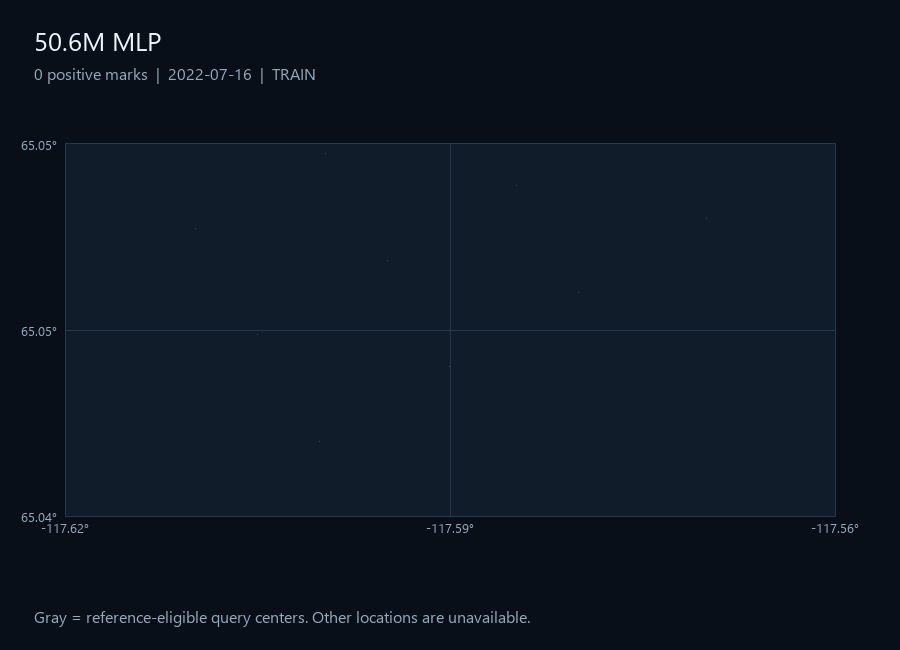 50.6M MLP
0 positive marks | 2022-07-16 | TRAIN
65.05°
65.05°
65.04°
-117.62° -117.59° -117.56°
Gray = reference-eligible query centers. Other locations are unavailable.